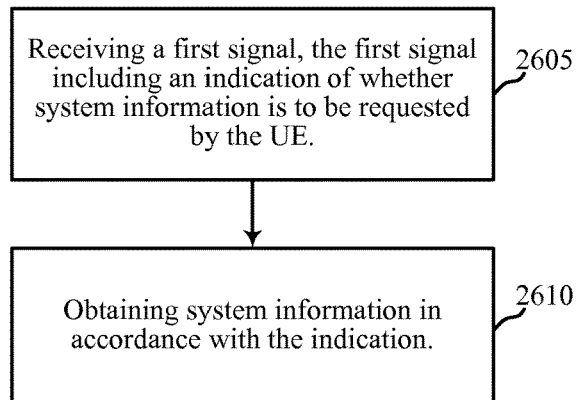 Receiving a first signal, the first signal
including an indication of whether
system information is to be requested
by the UE.
2605
Obtaining system information in
accordance with the indication.
2610